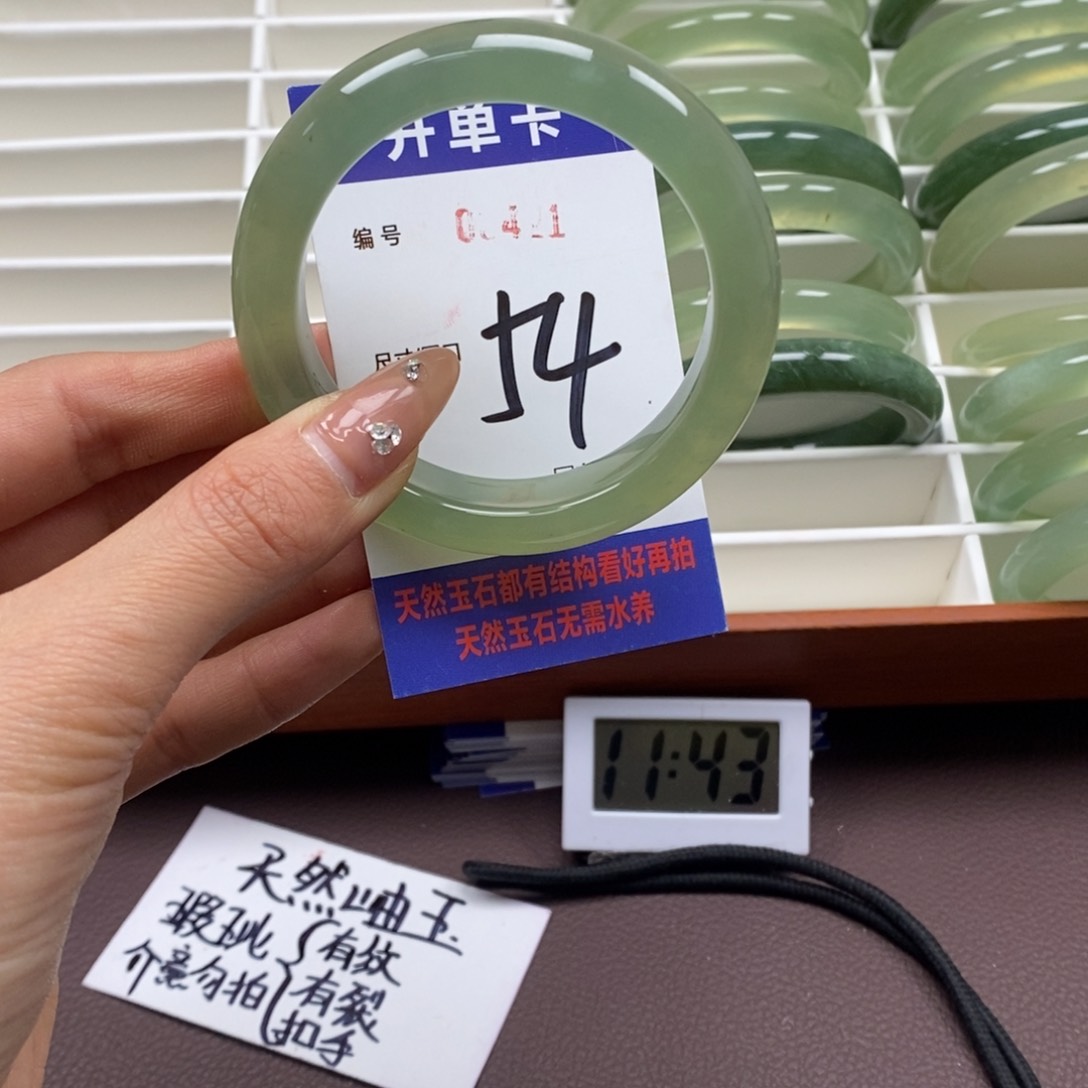 开单卡
编号
54
天然玉石都有结构看好再拍
天然玉石无需水养
11:43
天然岫玉
瑕玼
介意勿拍
有纹
有裂
扣手